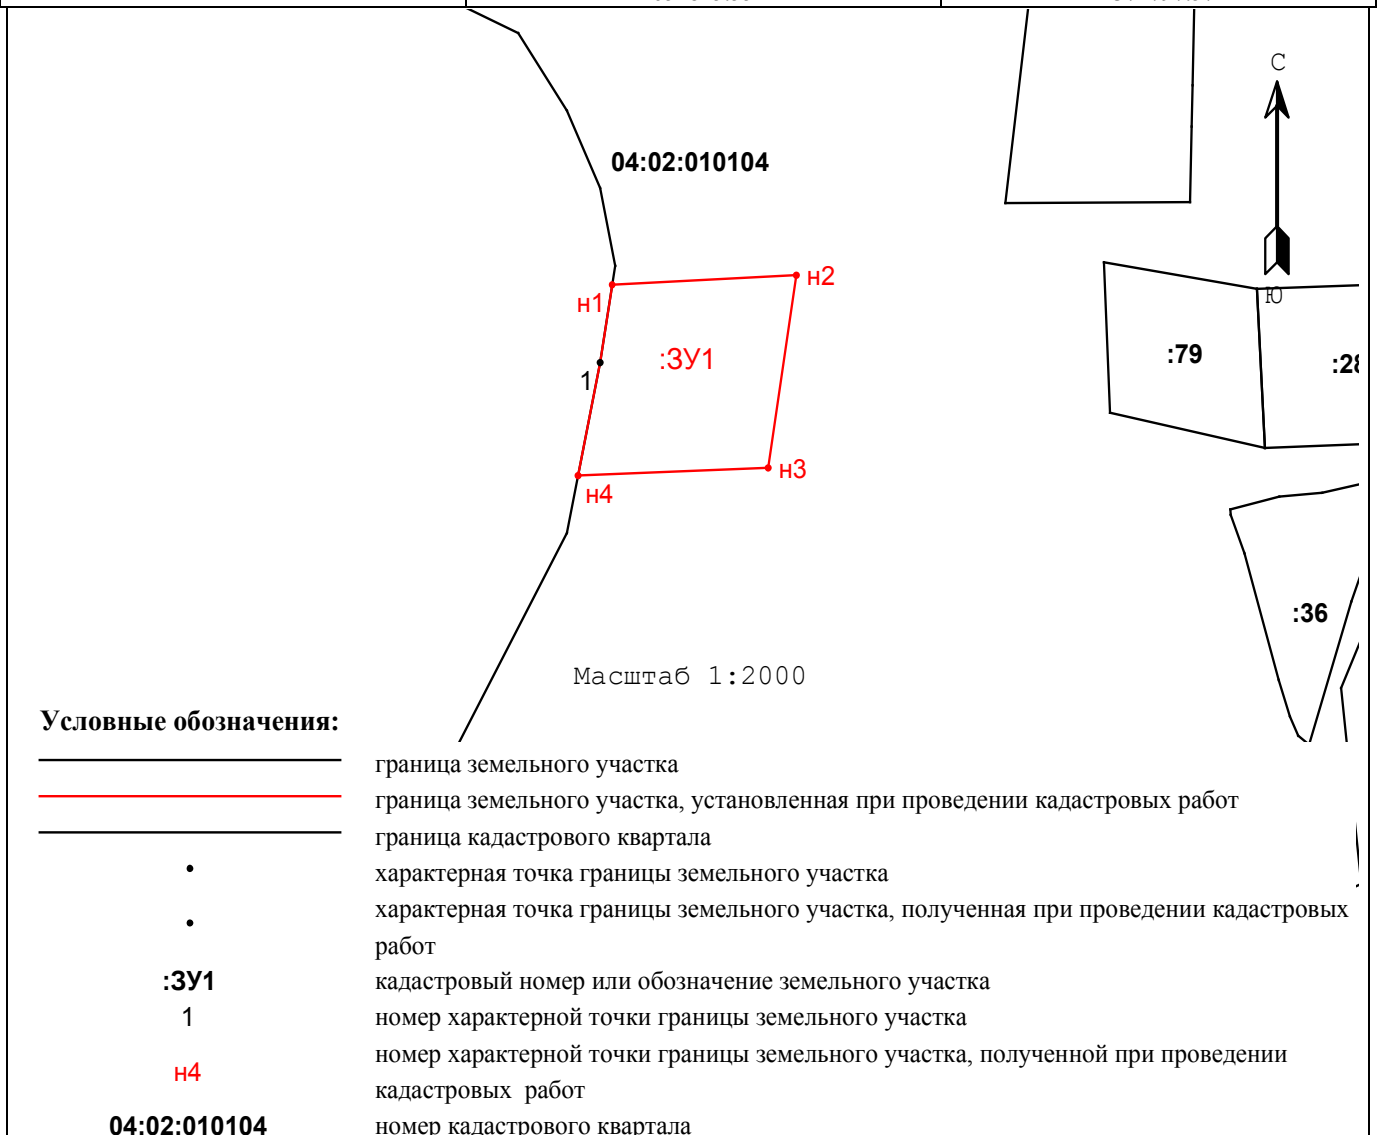 С
04:02:010104
н2
н1
Ю
:ЗУ1
:79
1
н3
н4
:36
Масштаб 1:2000
Условные обозначения:
граница земельного участка
граница земельного участка, установленная при проведении кадастровых работ
граница кадастрового квартала
характерная точка границы земельного участка
характерная точка границы земельного участка, полученная при проведении кадастровых
работ
:ЗУ1 кадастровый номер или обозначение земельного участка
1 номер характерной точки границы земельного участка
н4 номер характерной точки границы земельного участка, полученной при проведении
кадастровых работ
04:02:010104 номер кадастрового квартала